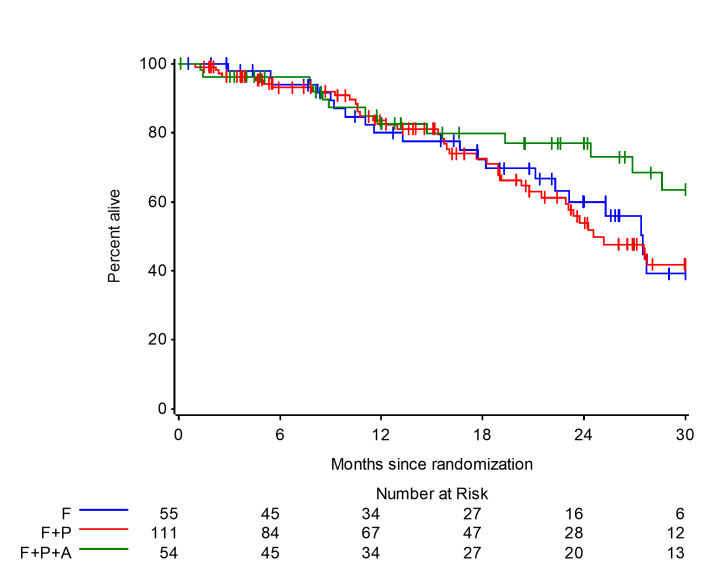 100
80
60
40
20
0
Percent alive
0 6 12 18 24 30
Months since randomization
Number at Risk
F 55 45 34 27 16 6
F+P 111 84 67 47 28 12
F+P+A 54 45 34 27 20 13